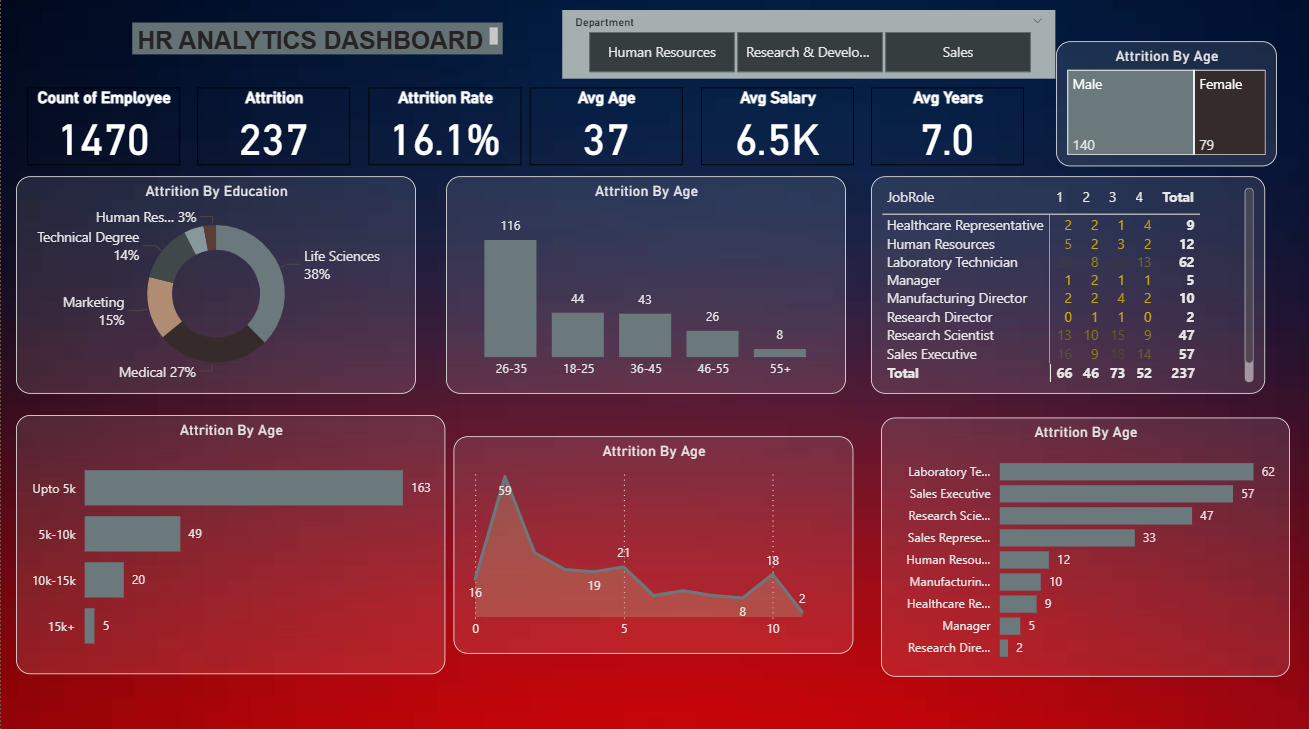 HR ANALYTICS DASHBOARD
Department
Human Resources
Research & Develo...
Sales
Count of Employee
1470
Attrition
237
Attrition Rate
16.1%
Avg Age
37
Avg Salary
6.5K
Avg Years
7.0
Attrition By Age
Male
140
Female
79
Attrition By Education
Human Res... 3%
Technical Degree
14%
Life Sciences
38%
Marketing
15%
Medical 27%
Attrition By Age
116
44
43
26
8
26-35 18-25 36-45 46-55 55+
JobRole 1 2 3 4 Total
Healthcare Representative 2 2 1 4 9
Human Resources 5 2 3 2 12
Laboratory Technician 8 13 62
Manager 1 2 1 1 5
Manufacturing Director 2 2 4 2 10
Research Director 0 1 1 0 2
Research Scientist 13 10 15 9 47
Sales Executive 16 9 18 14 57
Total 66 46 73 52 237
Attrition By Age
Upto 5k 163
5k-10k 49
10k-15k 20
15k+ 5
Attrition By Age
59
16
19
21
8
18
2
0 5 10
Attrition By Age
Laboratory Te... 62
Sales Executive 57
Research Scie... 47
Sales Represe... 33
Human Resou... 12
Manufacturin... 10
Healthcare Re... 9
Manager 5
Research Dire... 2